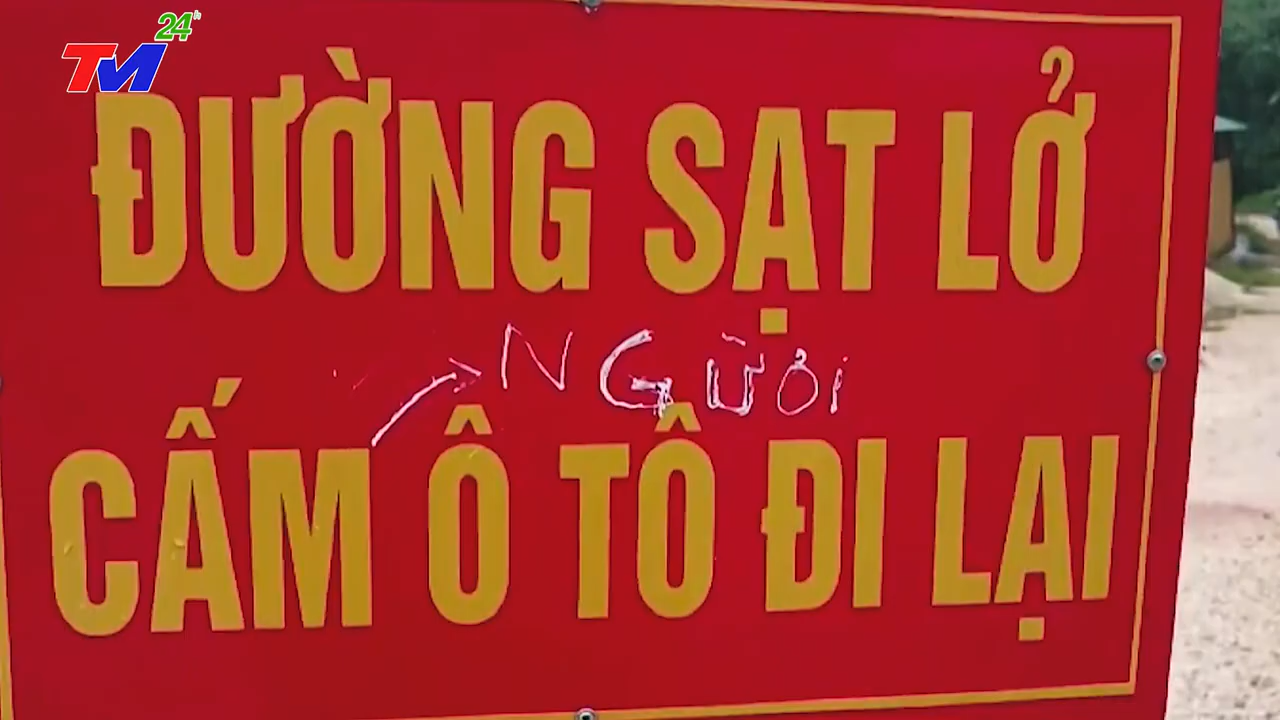 TM 24h
ĐƯỜNG SẠT LỞ
NGƯỜI
CẤM Ô TÔ ĐI LẠI